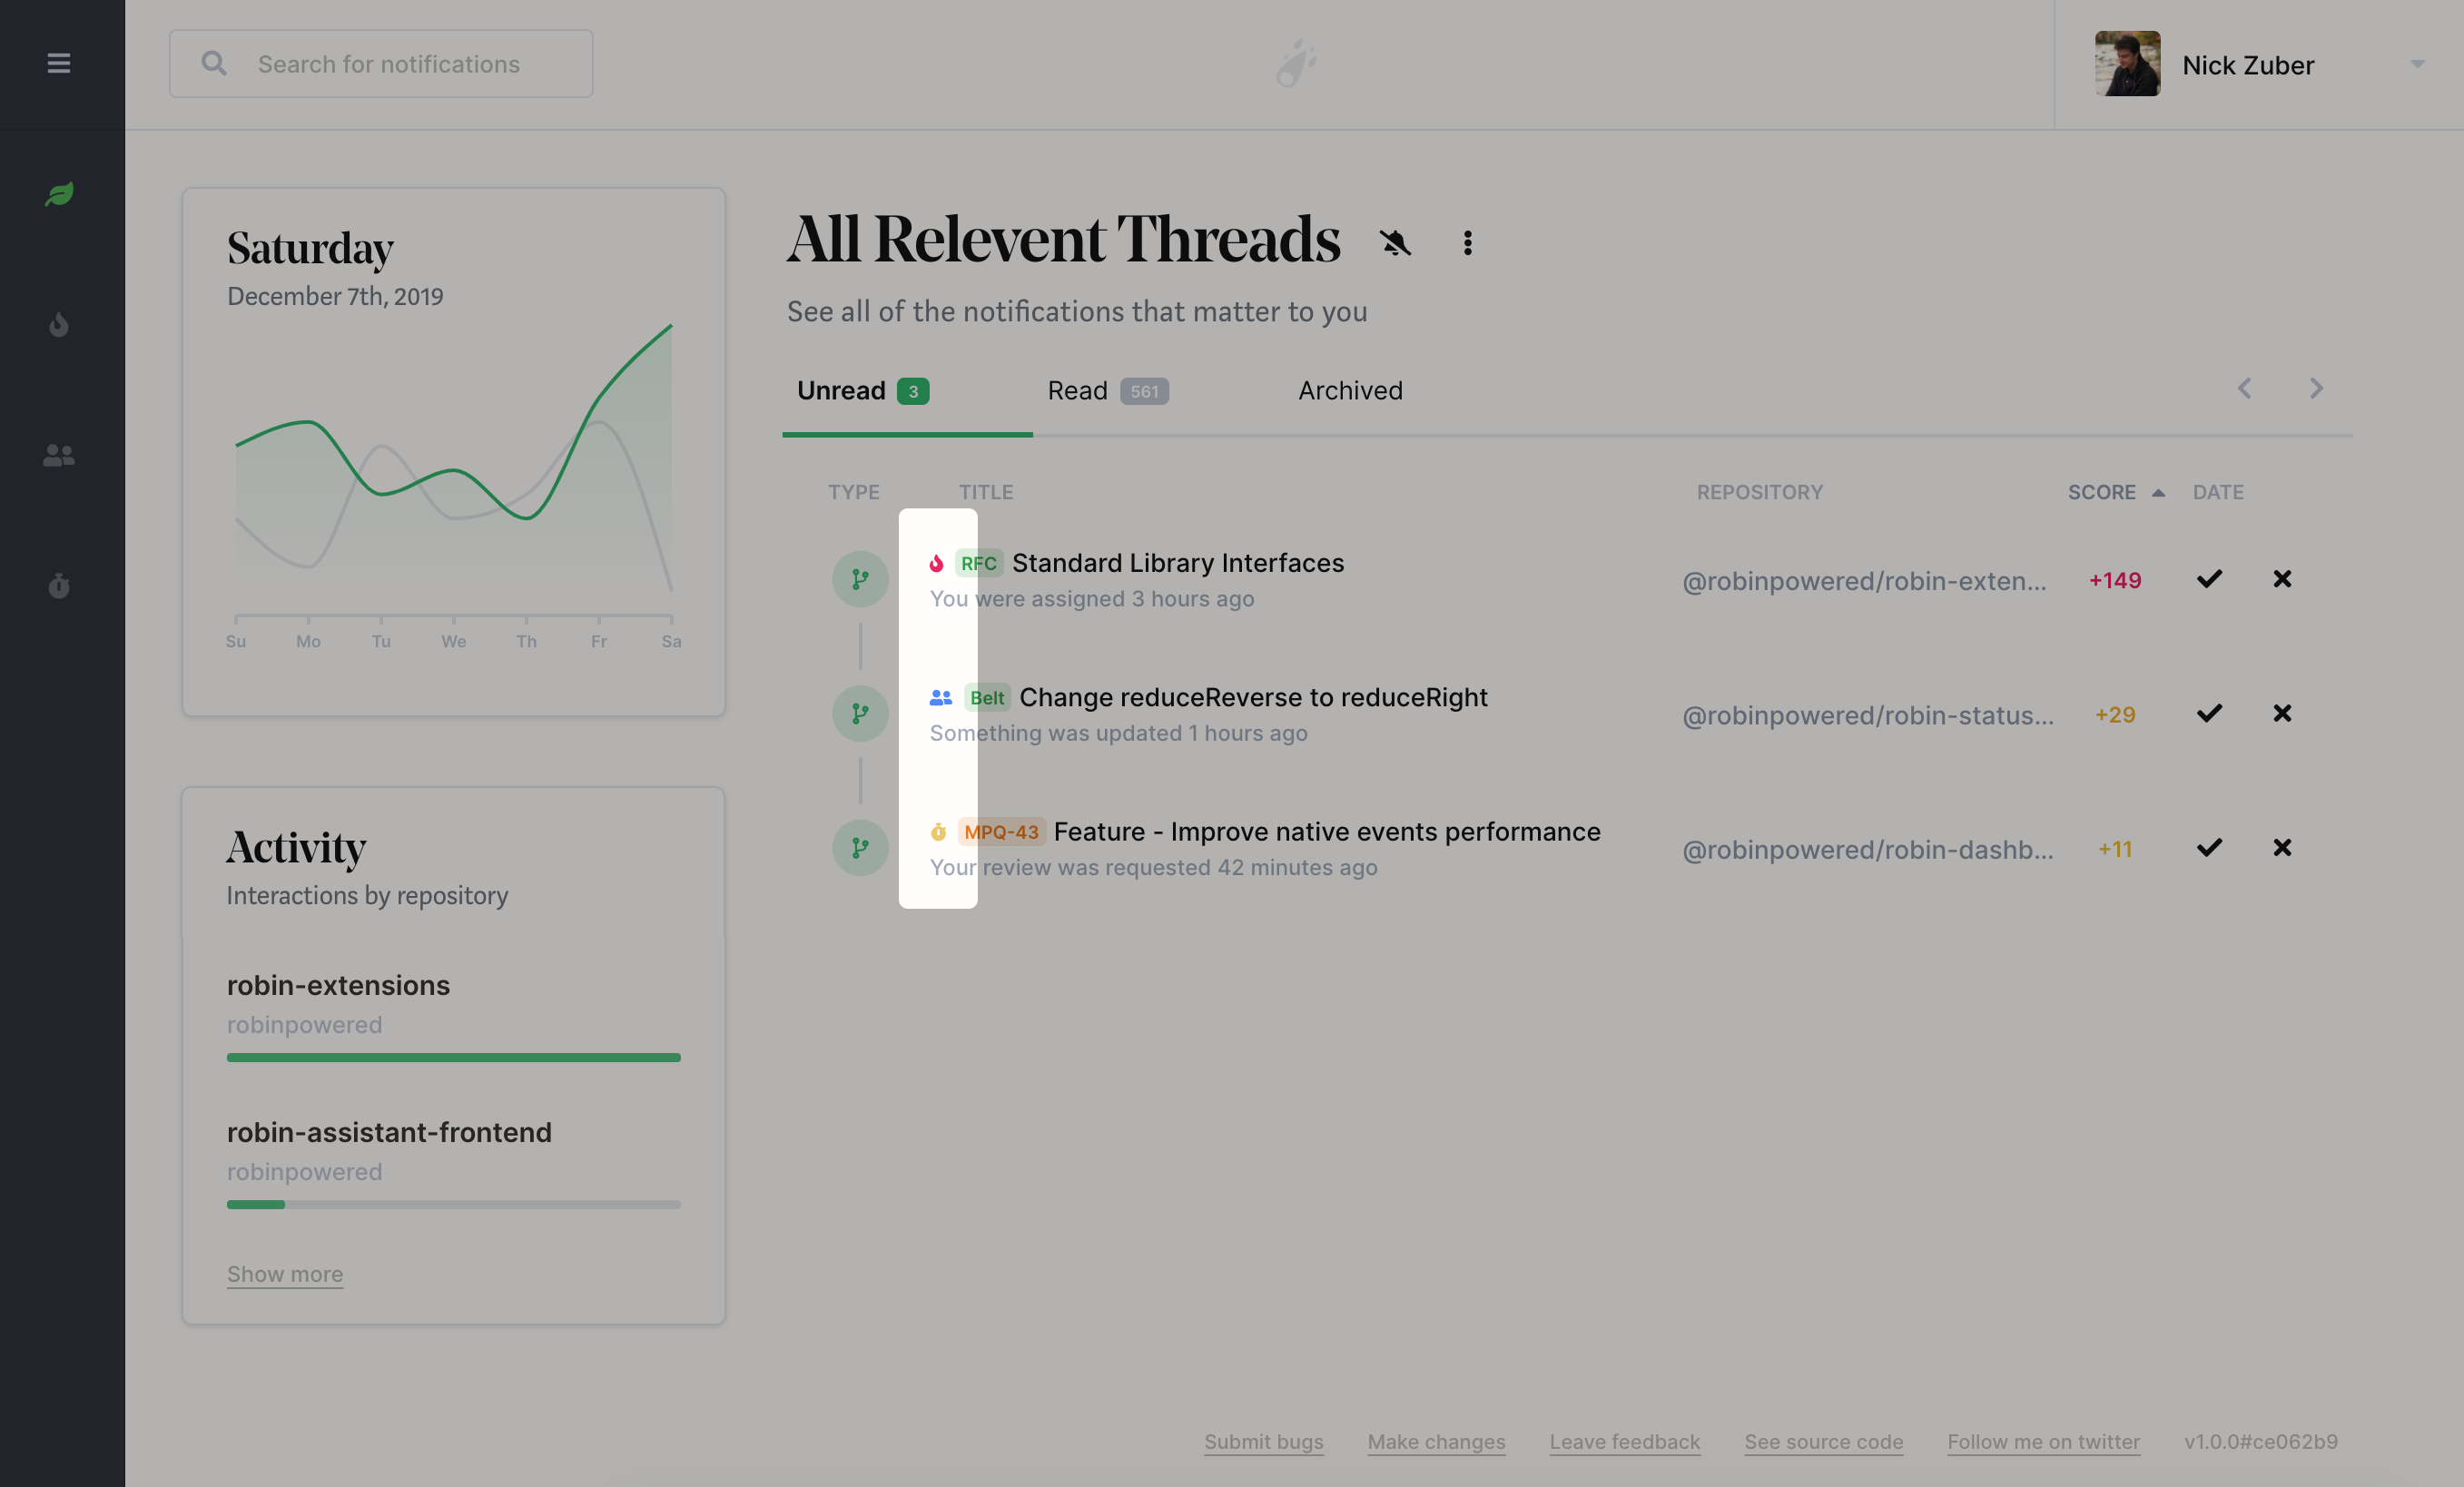 Search for notifications
Nick Zuber
Saturday
December 7th, 2019
Su Mo Tu We Th Fr Sa
Activity
Interactions by repository
robin-extensions
robinpowered
robin-assistant-frontend
robinpowered
Show more
All Relevent Threads
See all of the notifications that matter to you
Unread 3 Read 561 Archived
TYPE TITLE REPOSITORY SCORE DATE
RFC Standard Library Interfaces @robinpowered/robin-exten... +149
You were assigned 3 hours ago
Belt Change reduceReverse to reduceRight @robinpowered/robin-status... +29
Something was updated 1 hours ago
MPQ-43 Feature - Improve native events performance @robinpowered/robin-dashb... +11
Your review was requested 42 minutes ago
Submit bugs Make changes Leave feedback See source code Follow me on twitter v1.0.0#ce062b9